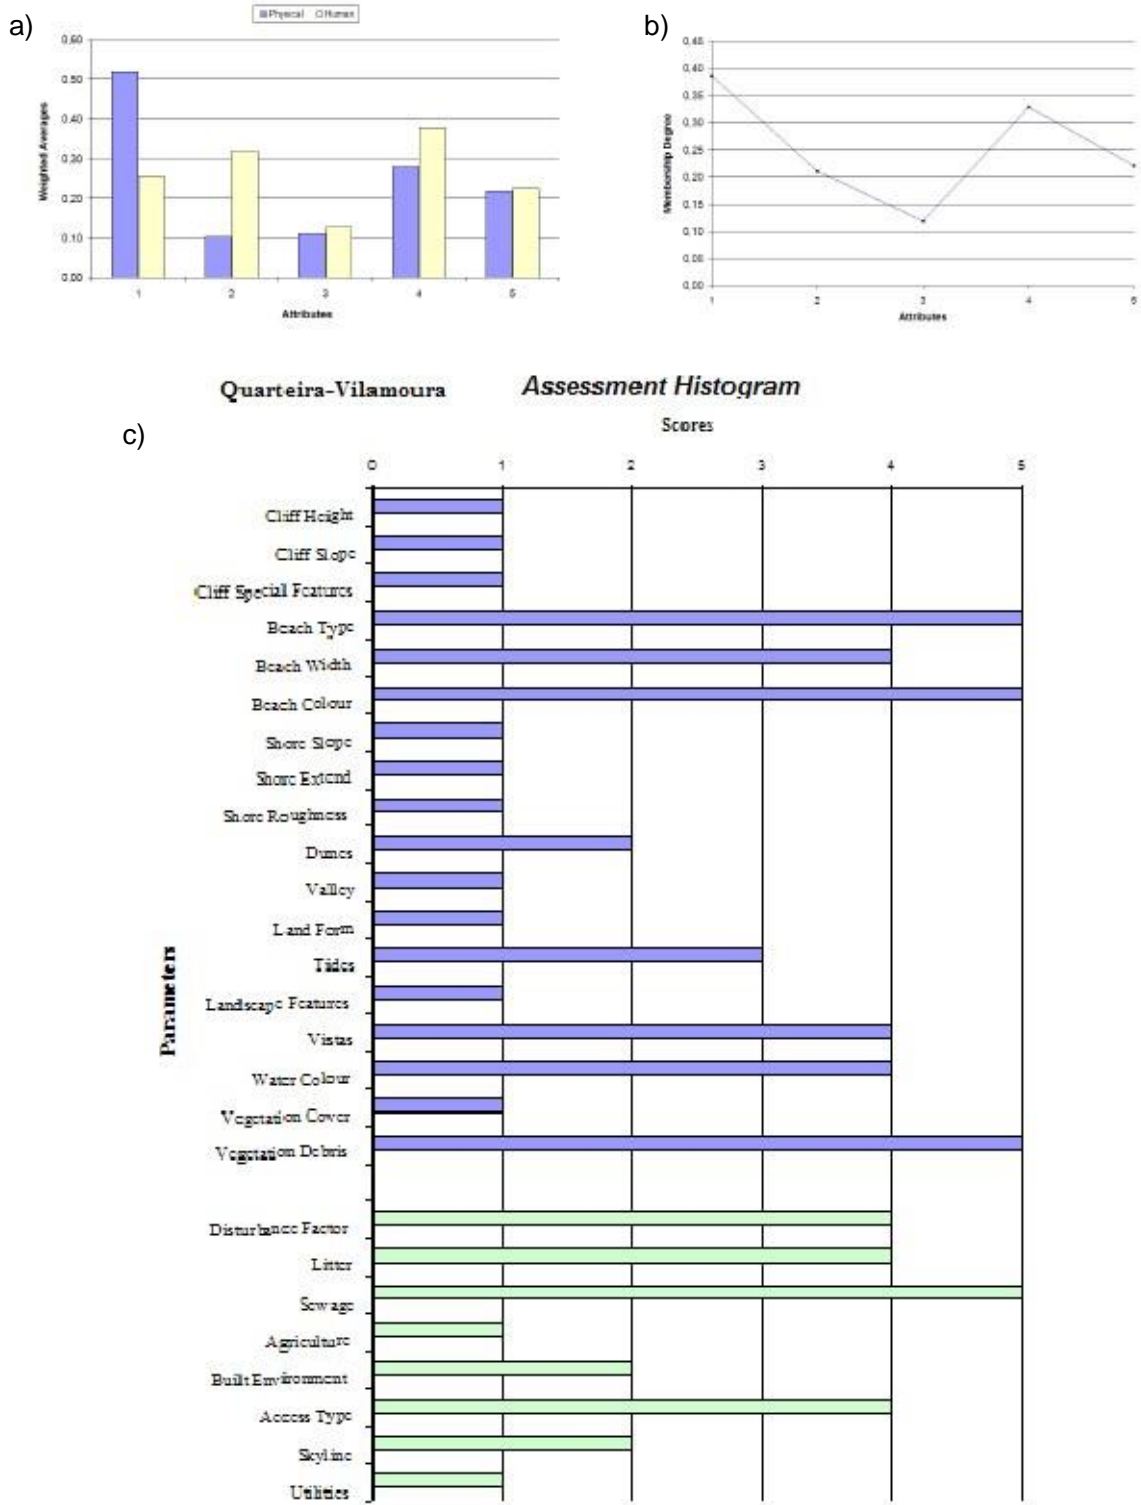 Physical Human
a)
0,60
0,50
0,40
0,30
0,20
0,10
0,00
Weighted Averages
1 2 3 4 5
Attributes
b)
0,45
0,40
0,35
0,30
0,25
0,20
0,15
0,10
0,05
0,00
Membership Degree
1 2 3 4 5
Attributes
Quarteira-Vilamoura Assessment Histogram
c)
Scores
0 1 2 3 4 5
Parameters
Cliff Height
Cliff Slope
Cliff Special Features
Beach Type
Beach Width
Beach Colour
Shore Slope
Shore Extend
Shore Roughness
Dunes
Valley
Land Form
Tides
Landscape Features
Vistas
Water Colour
Vegetation Cover
Vegetation Debris
Disturbance Factor
Litter
Sewage
Agriculture
Built Environment
Access Type
Skyline
Utilities